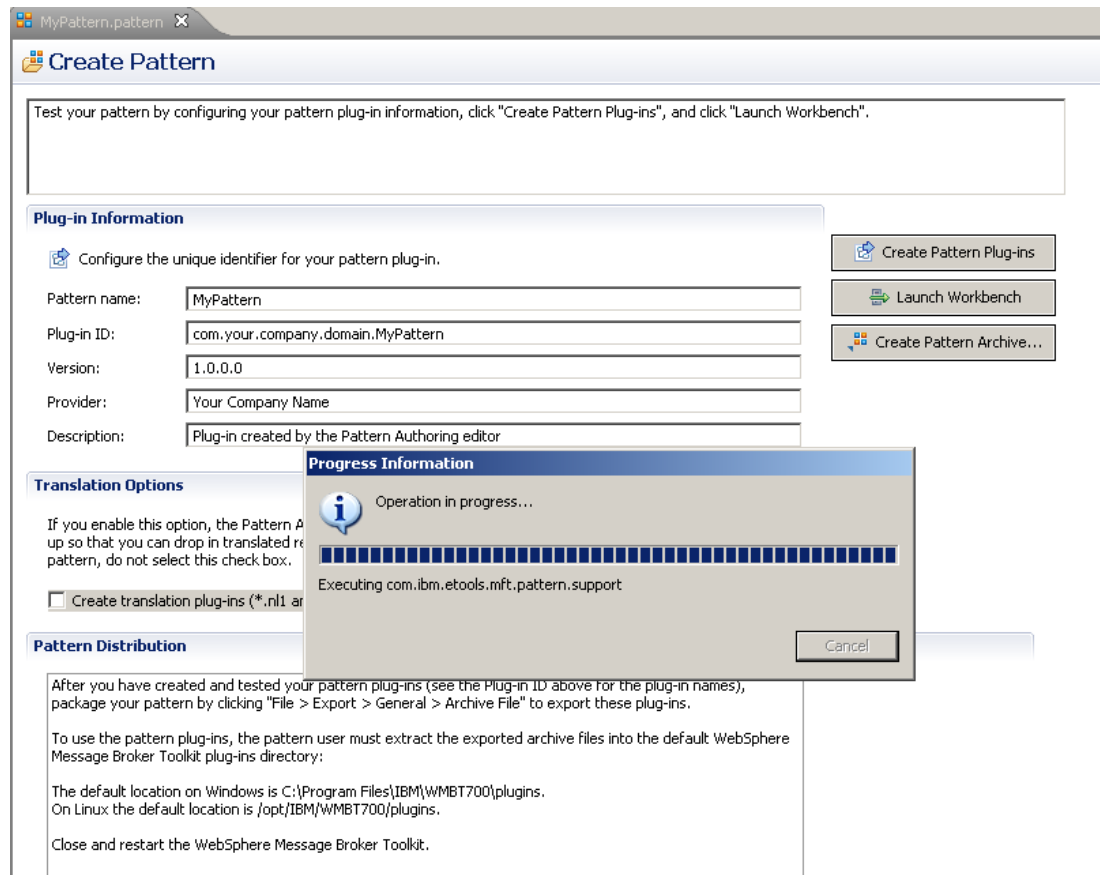 MyPattern.pattern
Create Pattern
Test your pattern by configuring your pattern plug-in information, click "Create Pattern Plug-ins", and click "Launch Workbench".
Plug-in Information
Configure the unique identifier for your pattern plug-in.
Pattern name: MyPattern
Plug-in ID: com.your.company.domain.MyPattern
Version: 1.0.0.0
Provider: Your Company Name
Description: Plug-in created by the Pattern Authoring editor
Create Pattern Plug-ins
Launch Workbench
Create Pattern Archive...
Translation Options
If you enable this option, the Pattern A
up so that you can drop in translated re
pattern, do not select this check box.
Create translation plug-ins (*.nl1 an
Progress Information
Operation in progress...
Executing com.ibm.etools.mft.pattern.support
Cancel
Pattern Distribution
After you have created and tested your pattern plug-ins (see the Plug-in ID above for the plug-in names),
package your pattern by clicking "File > Export > General > Archive File" to export these plug-ins.
To use the pattern plug-ins, the pattern user must extract the exported archive files into the default WebSphere
Message Broker Toolkit plug-ins directory:
The default location on Windows is C:\Program Files\IBM\WMBT700\plugins.
On Linux the default location is /opt/IBM/WMBT700/plugins.
Close and restart the WebSphere Message Broker Toolkit.